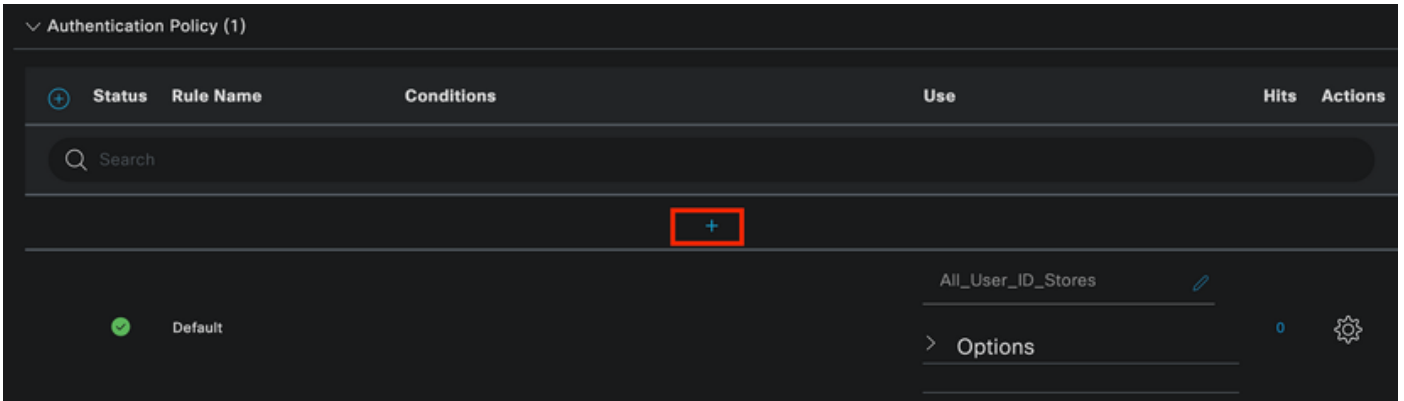 Authentication Policy (1)
Status Rule Name Conditions Use Hits Actions
Search
+
All_User_ID_Stores
Default 0
Options